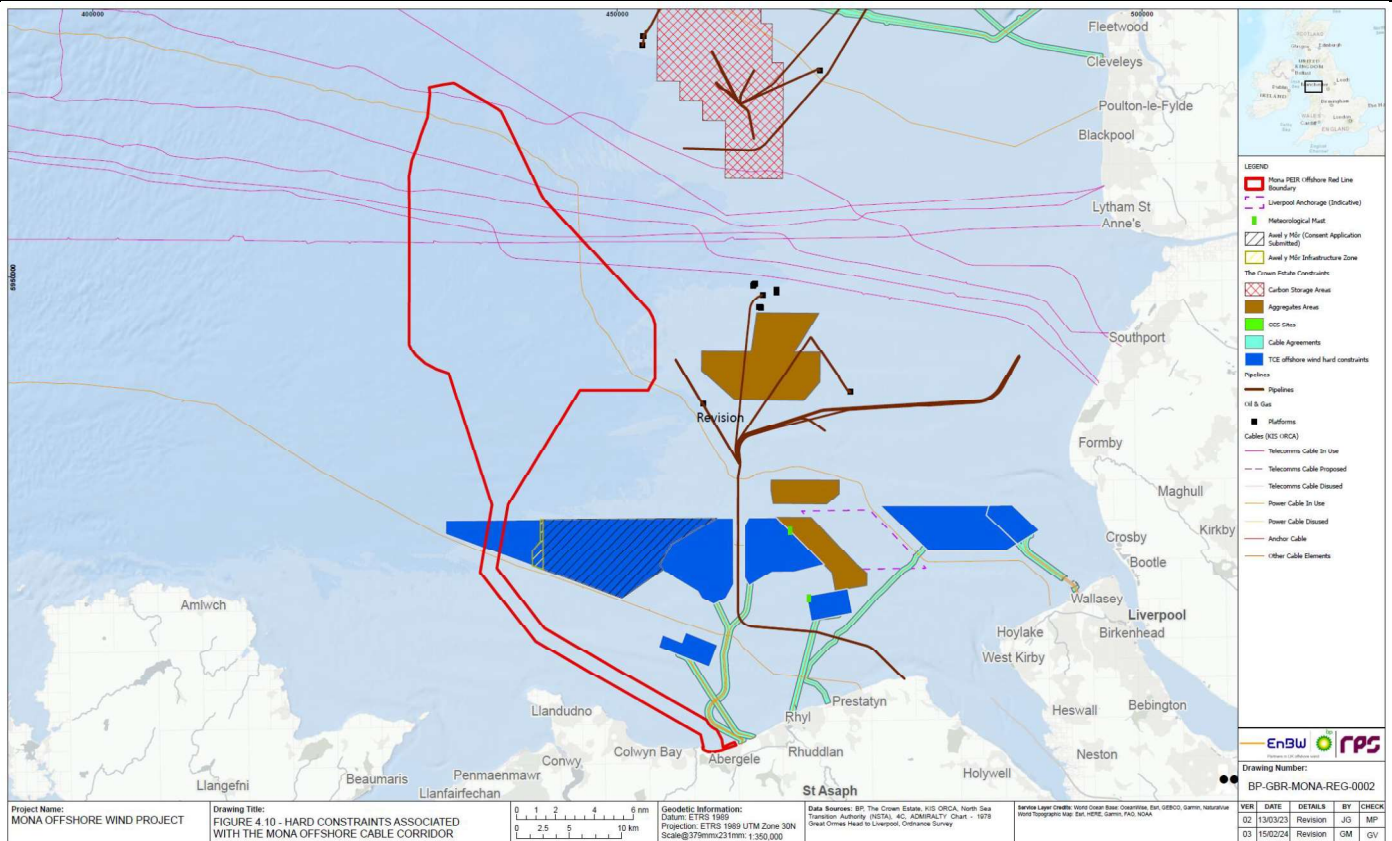 400000
450000
500000
5950000
Fleetwood
Cleveleys
Poulton-le-Fylde
Blackpool
Lytham St
Anne's
Southport
Revision
Formby
Maghull
Crosby
Kirkby
Bootle
Wallasey
Liverpool
Hoylake
Birkenhead
West Kirby
Amlwch
Prestatyn
Heswall
Bebington
Llandudno
Rhyl
Colwyn Bay
Rhuddlan
Neston
Conwy
Abergele
Holywell
Beaumaris
Penmaenmawr
Llangefni
Llanfairfechan
St Asaph
LEGEND
Mona PEIR Offshore Red Line
Boundary
Liverpool Anchorage (Indicative)
Meteorological Mast
Awel y Môr (Consent Application
Submitted)
Awel y Môr Infrastructure Zone
The Crown Estate Constraints
Carbon Storage Areas
Aggregates Areas
CCS Sites
Cable Agreements
TCE offshore wind hard constraints
Pipelines
Pipelines
Oil & Gas
Platforms
Cables (KIS ORCA)
Telecomms Cable In Use
Telecomms Cable Proposed
Telecomms Cable Disused
Power Cable In Use
Power Cable Disused
Anchor Cable
Other Cable Elements
EnBW bp rps
Partners in UK offshore wind
Drawing Number:
BP-GBR-MONA-REG-0002
VER DATE DETAILS BY CHECK
02 13/03/23 Revision JG MP
03 15/02/24 Revision GM GV
Project Name:
MONA OFFSHORE WIND PROJECT
Drawing Title:
FIGURE 4.10 - HARD CONSTRAINTS ASSOCIATED
WITH THE MONA OFFSHORE CABLE CORRIDOR
0 1 2 4 6 nm
0 2.5 5 10 km
Geodetic Information:
Datum: ETRS 1989
Projection: ETRS 1989 UTM Zone 30N
Scale@379mmx231mm: 1:350,000
Data Sources: BP, The Crown Estate, KIS ORCA, North Sea
Transition Authority (NSTA), 4C, ADMIRALTY Chart - 1978
Great Ormes Head to Liverpool, Ordnance Survey
Service Layer Credits: World Ocean Base: OceanWise, Esri, GEBCO, Garmin, NaturalVue
World Topographic Map: Esri, HERE, Garmin, FAO, NOAA